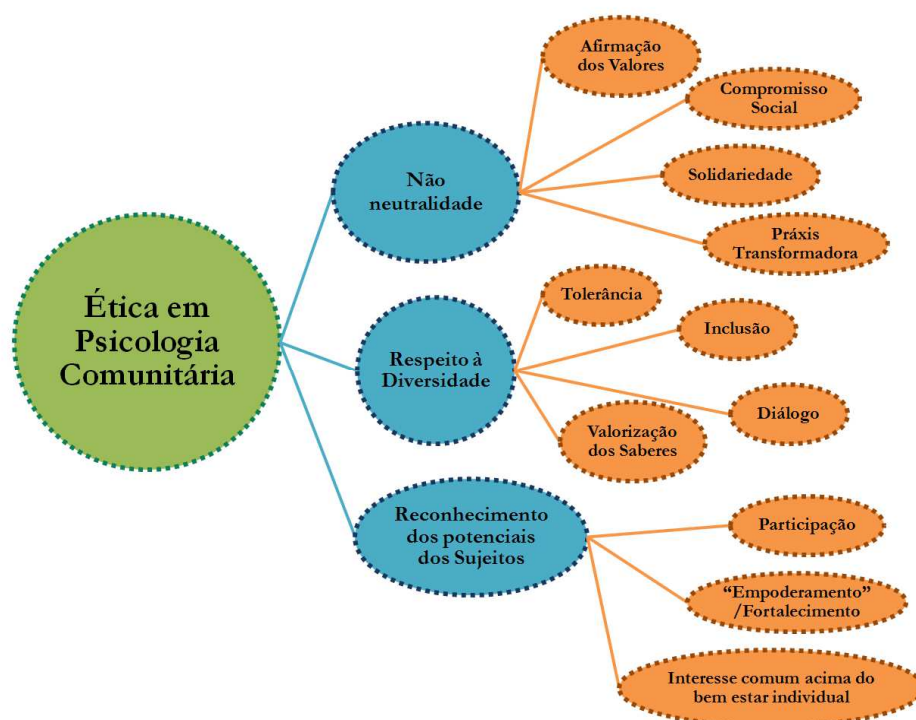 Ética em
Psicologia
Comunitária
Não
neutralidade
Afirmação
dos Valores
Compromisso
Social
Solidariedade
Práxis
Transformadora
Respeito à
Diversidade
Tolerância
Inclusão
Diálogo
Valorização
dos Saberes
Reconhecimento
dos potenciais
dos Sujeitos
Participação
“Empoderamento”
/Fortalecimento
Interesse comum acima do
bem estar individual